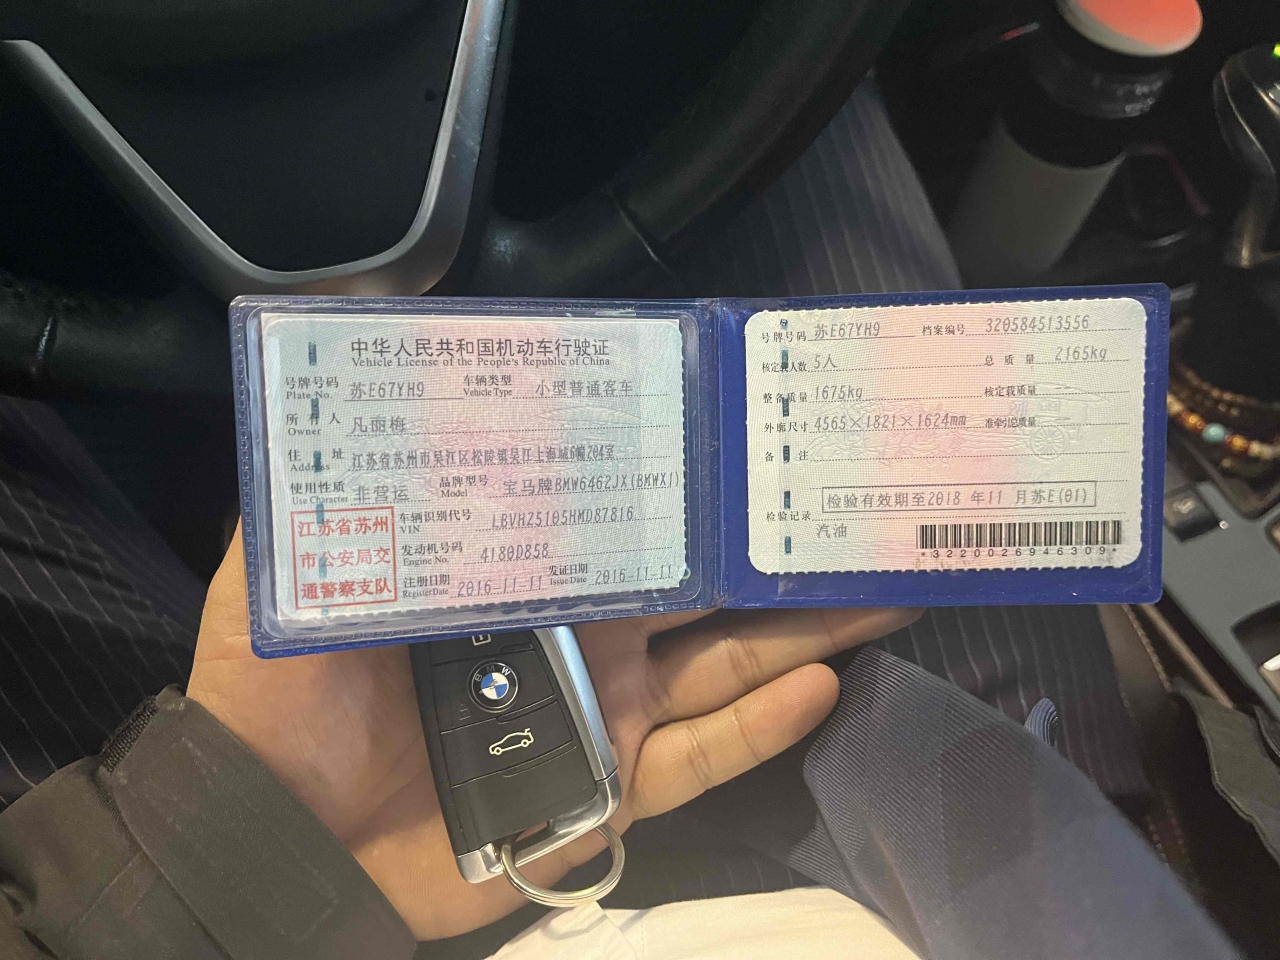 中华人民共和国机动车行驶证
Vehicle License of the People's Republic of China
号牌号码 Plate No. 苏E67YH9 车辆类型 Vehicle Type 小型普通客车
所有人 Owner 凡丽梅
住址 Address 江苏省苏州市吴江区松陵镇吴江上海城6幢204室
使用性质 Use Character 非营运 品牌型号 Model 宝马牌BMW6462JX(BMWX1)
江苏省苏州
市公安局交
通警察支队
车辆识别代号 VIN LBVHZ5105HMD87816
发动机号码 Engine No. 4180D858
注册日期 Register Date 2016-11-11 发证日期 Issue Date 2016-11-11
号牌号码 苏E67YH9 档案编号 320584513556
核定载人数 5人 总质量 2165kg
整备质量 1675kg 核定载质量
外廓尺寸 4565×1821×1624mm 准牵引总质量
备注
检验有效期至2018 年11 月苏E(01)
检验记录
汽油
*3220026946309*
BMW